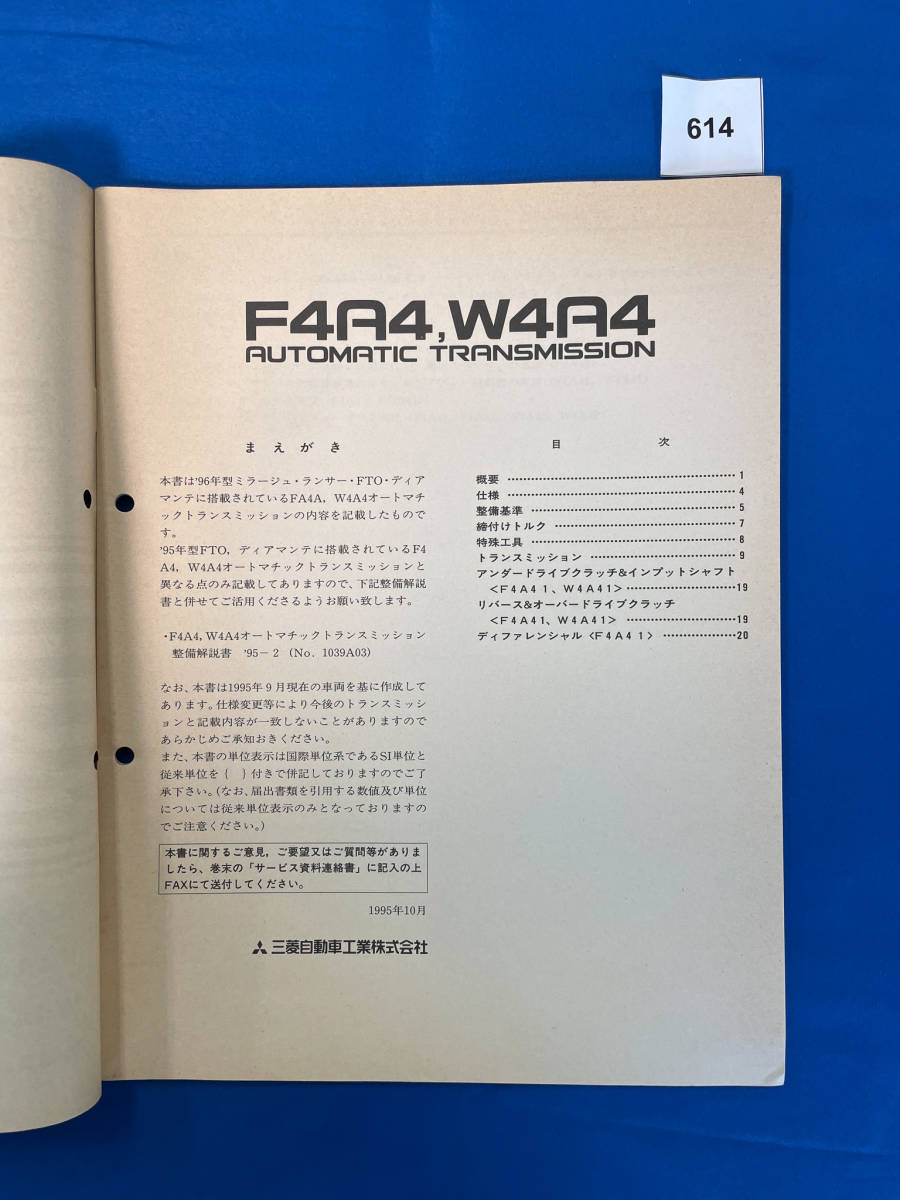 614
F4A4, W4A4
AUTOMATIC TRANSMISSION
まえがき
本書は'96年型ミラージュ・ランサー・FTO・ディア
マンテに搭載されているFA4A，W4A4オートマチ
ックトランスミッションの内容を記載したもので
す。
'95年型FTO，ディアマンテに搭載されているF4
A4，W4A4オートマチックトランスミッションと
異なる点のみ記載してありますので、下記整備解説
書と併せてご活用くださるようお願い致します。
・F4A4, W4A4オートマチックトランスミッション
整備解説書 '95－2（No. 1039A03）
なお、本書は1995年9月現在の車両を基に作成して
あります。仕様変更等により今後のトランスミッシ
ョンと記載内容が一致しないことがありますので
あらかじめご承知おきください。
また、本書の単位表示は国際単位系であるSI単位と
従来単位を{　}付きで併記しておりますのでご了
承下さい。（なお、届出書類を引用する数値及び単位
については従来単位表示のみとなっておりますの
でご注意ください。）
本書に関するご意見，ご要望又はご質問等がありま
したら、巻末の「サービス資料連絡書」に記入の上
FAXにて送付してください。
1995年10月
三菱自動車工業株式会社
目　次
概要 …… 1
仕様 …… 4
整備基準 …… 5
締付けトルク …… 7
特殊工具 …… 8
トランスミッション …… 9
アンダードライブクラッチ&インプットシャフト
＜F4A41、W4A41＞ …… 19
リバース&オーバードライブクラッチ
＜F4A41、W4A41＞ …… 19
ディファレンシャル＜F4A41＞ …… 20